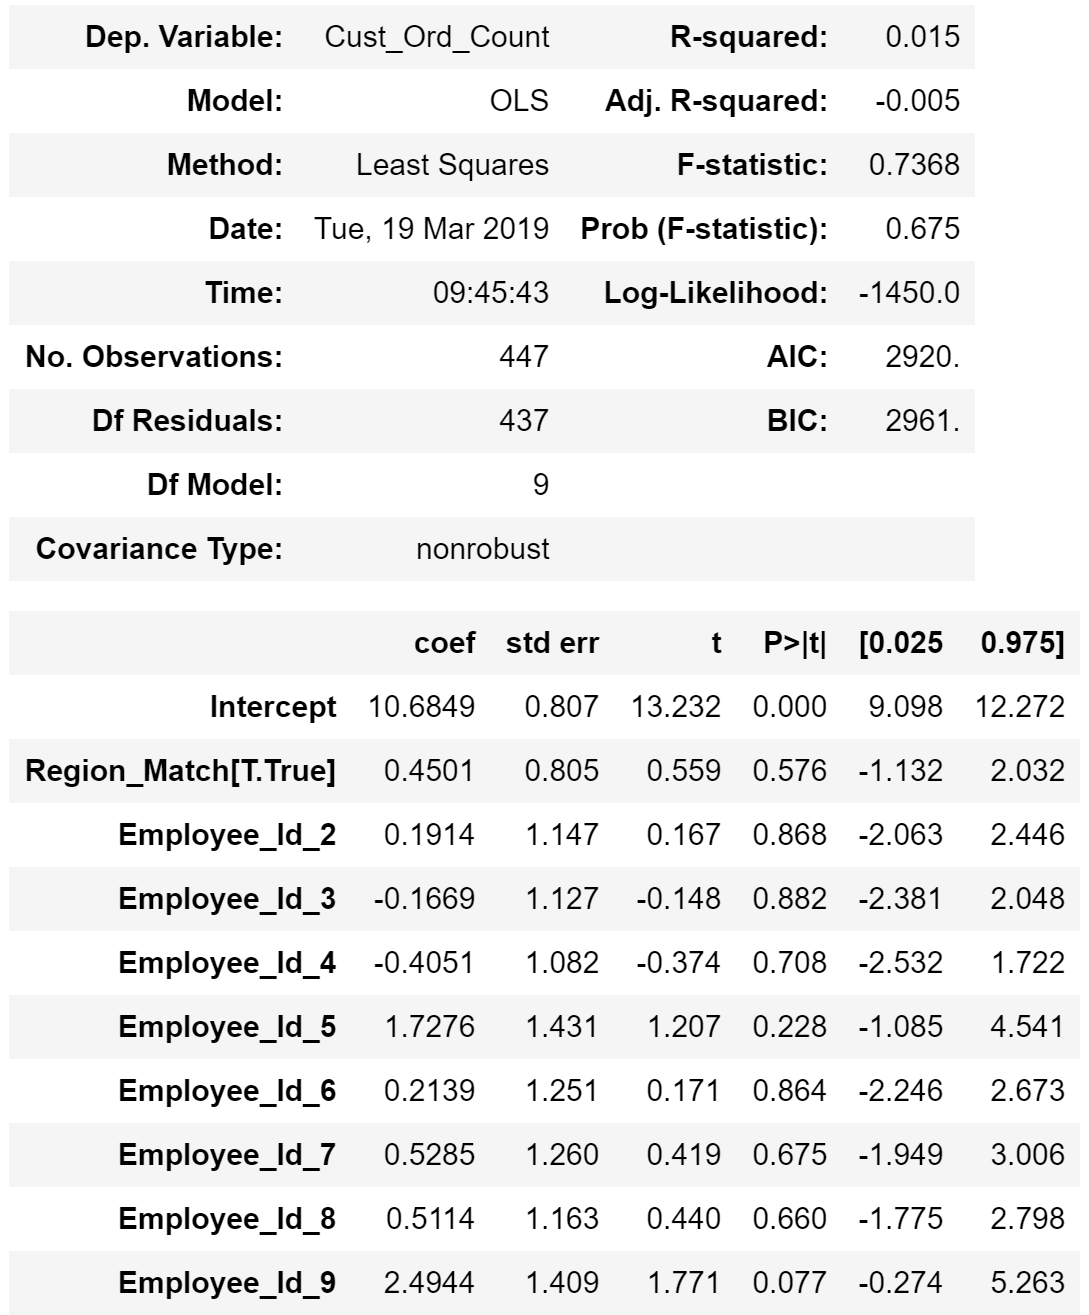 Dep. Variable: Cust_Ord_Count R-squared: 0.015
Model: OLS Adj. R-squared: -0.005
Method: Least Squares F-statistic: 0.7368
Date: Tue, 19 Mar 2019 Prob (F-statistic): 0.675
Time: 09:45:43 Log-Likelihood: -1450.0
No. Observations: 447 AIC: 2920.
Df Residuals: 437 BIC: 2961.
Df Model: 9
Covariance Type: nonrobust
coef std err t P>|t| [0.025 0.975]
Intercept 10.6849 0.807 13.232 0.000 9.098 12.272
Region_Match[T.True] 0.4501 0.805 0.559 0.576 -1.132 2.032
Employee_Id_2 0.1914 1.147 0.167 0.868 -2.063 2.446
Employee_Id_3 -0.1669 1.127 -0.148 0.882 -2.381 2.048
Employee_Id_4 -0.4051 1.082 -0.374 0.708 -2.532 1.722
Employee_Id_5 1.7276 1.431 1.207 0.228 -1.085 4.541
Employee_Id_6 0.2139 1.251 0.171 0.864 -2.246 2.673
Employee_Id_7 0.5285 1.260 0.419 0.675 -1.949 3.006
Employee_Id_8 0.5114 1.163 0.440 0.660 -1.775 2.798
Employee_Id_9 2.4944 1.409 1.771 0.077 -0.274 5.263